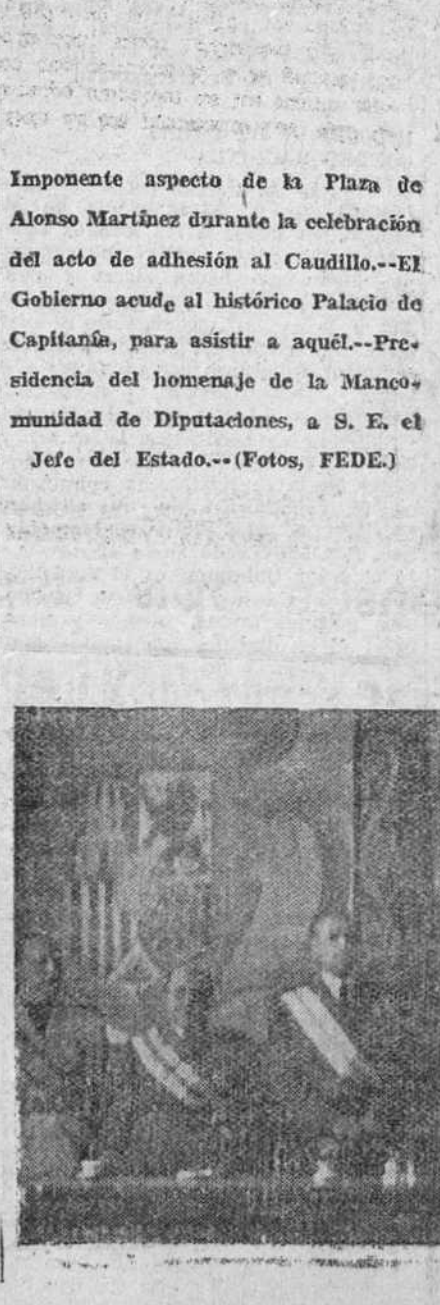 Imponente aspecto de la Plaza de
Alonso Martínez durante la celebración
del acto de adhesión al Caudillo.--El
Gobierno acude al histórico Palacio de
Capitanía, para asistir a aquél.--Pre-
sidencia del homenaje de la Manco-
munidad de Diputaciones, a S. E. el
Jefe del Estado.--(Fotos, FEDE.)